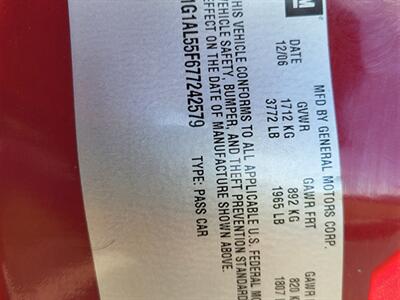 GM
MFD BY GENERAL MOTORS CORP.
DATE GVWR GAWR FRT GAWR
12/06 1712 KG 892 KG 820
3772 LB 1965 LB 1807
THIS VEHICLE CONFORMS TO ALL APPLICABLE U.S. FEDERAL
VEHICLE SAFETY, BUMPER, AND THEFT PREVENTION STANDARDS
EFFECT ON THE DATE OF MANUFACTURE SHOWN ABOVE.
1G1AL55F677242579 TYPE: PASS CAR